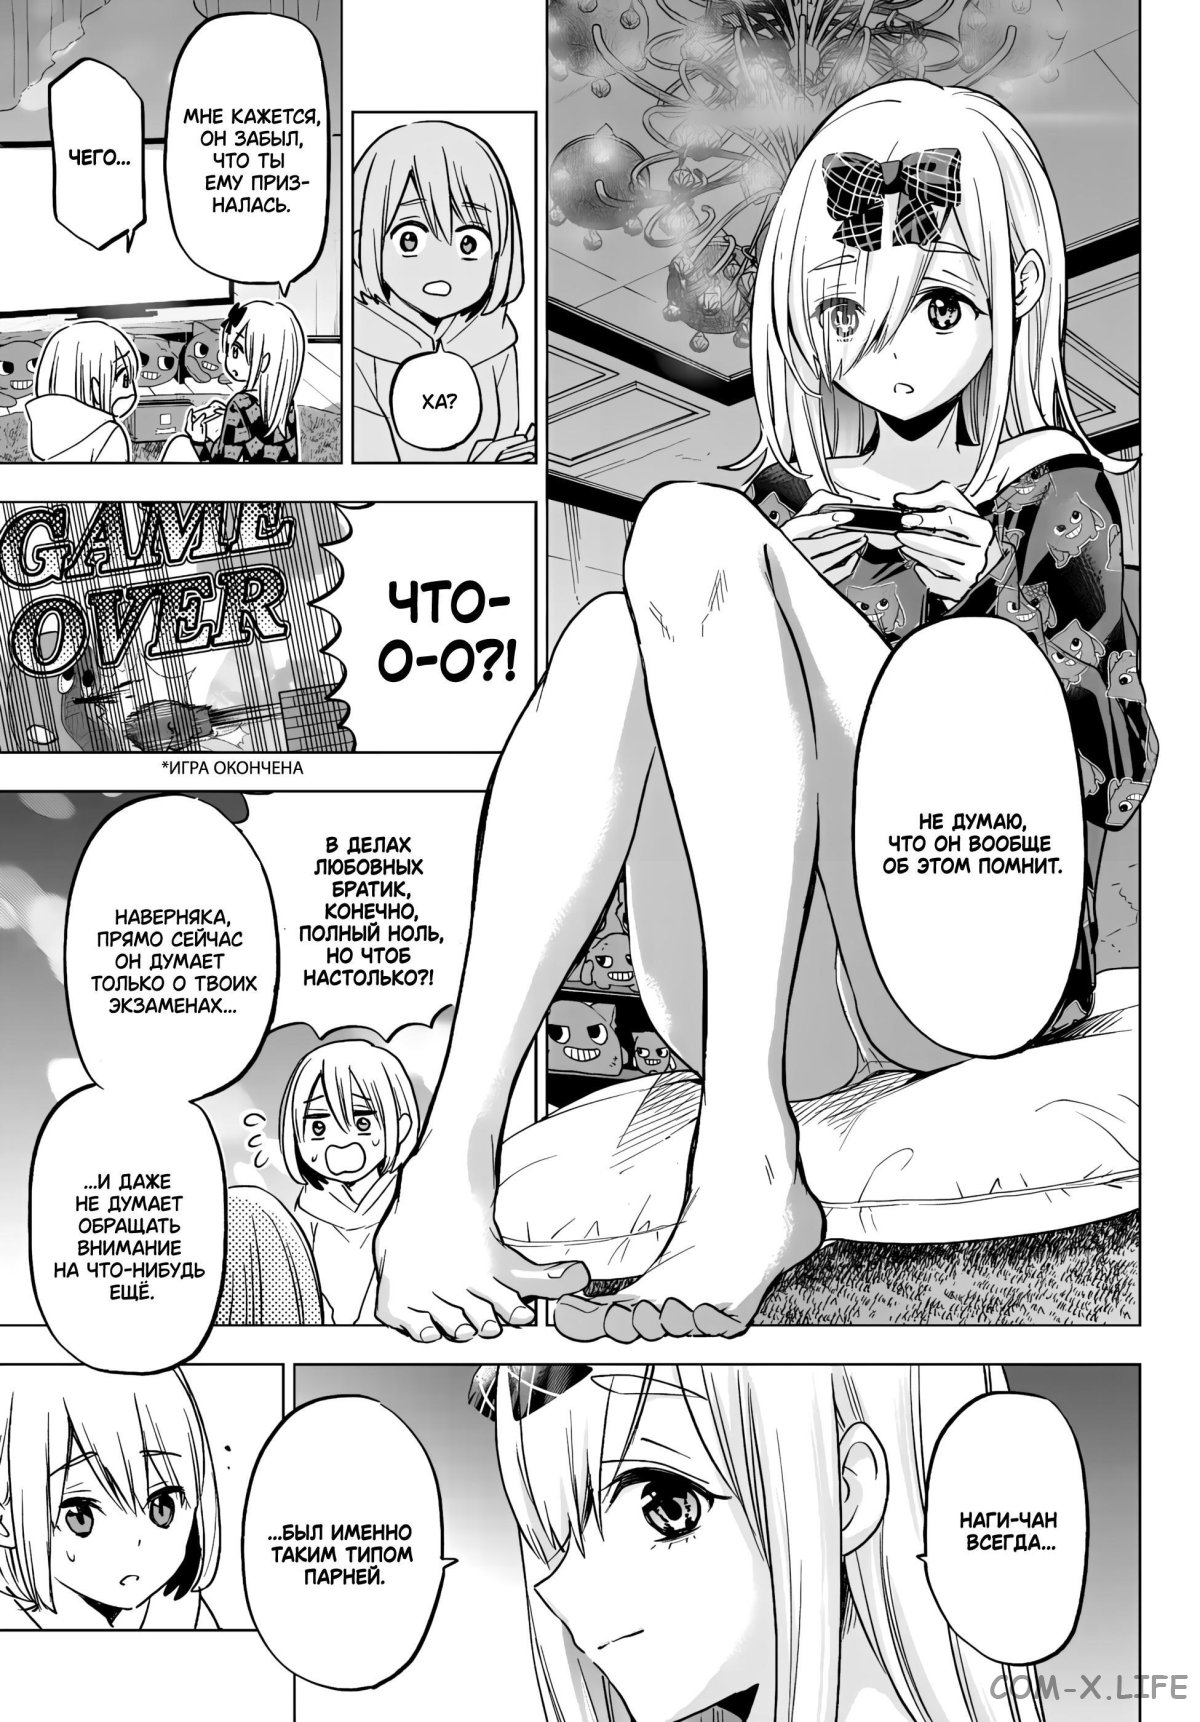 НЕ ДУМАЮ,
ЧТО ОН ВООБЩЕ
ОБ ЭТОМ ПОМНИТ.
ХА?
МНЕ КАЖЕТСЯ,
ОН ЗАБЫЛ,
ЧТО ТЫ
ЕМУ ПРИЗ-
НАЛАСЬ.
ЧЕГО...
ЧТО-
О-О?!
GAME
OVER
*ИГРА ОКОНЧЕНА
В ДЕЛАХ
ЛЮБОВНЫХ
БРАТИК,
КОНЕЧНО,
ПОЛНЫЙ НОЛЬ,
НО ЧТОБ
НАСТОЛЬКО?!
НАВЕРНЯКА,
ПРЯМО СЕЙЧАС
ОН ДУМАЕТ
ТОЛЬКО О ТВОИХ
ЭКЗАМЕНАХ...
...И ДАЖЕ
НЕ ДУМАЕТ
ОБРАЩАТЬ
ВНИМАНИЕ
НА ЧТО-НИБУДЬ
ЕЩЁ.
НАГИ-ЧАН
ВСЕГДА...
...БЫЛ ИМЕННО
ТАКИМ ТИПОМ
ПАРНЕЙ.
COM-X.LIFE